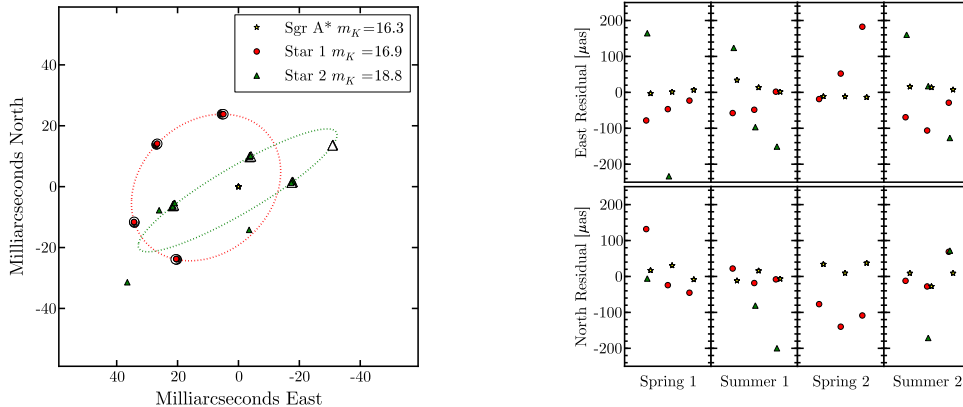 Sgr A* m_K=16.3
Star 1 m_K=16.9
Star 2 m_K=18.8
40
20
0
-20
-40
Milliarcseconds North
40 20 0 -20 -40
Milliarcseconds East
200
100
0
-100
-200
East Residual [μas]
200
100
0
-100
-200
North Residual [μas]
Spring 1 Summer 1 Spring 2 Summer 2